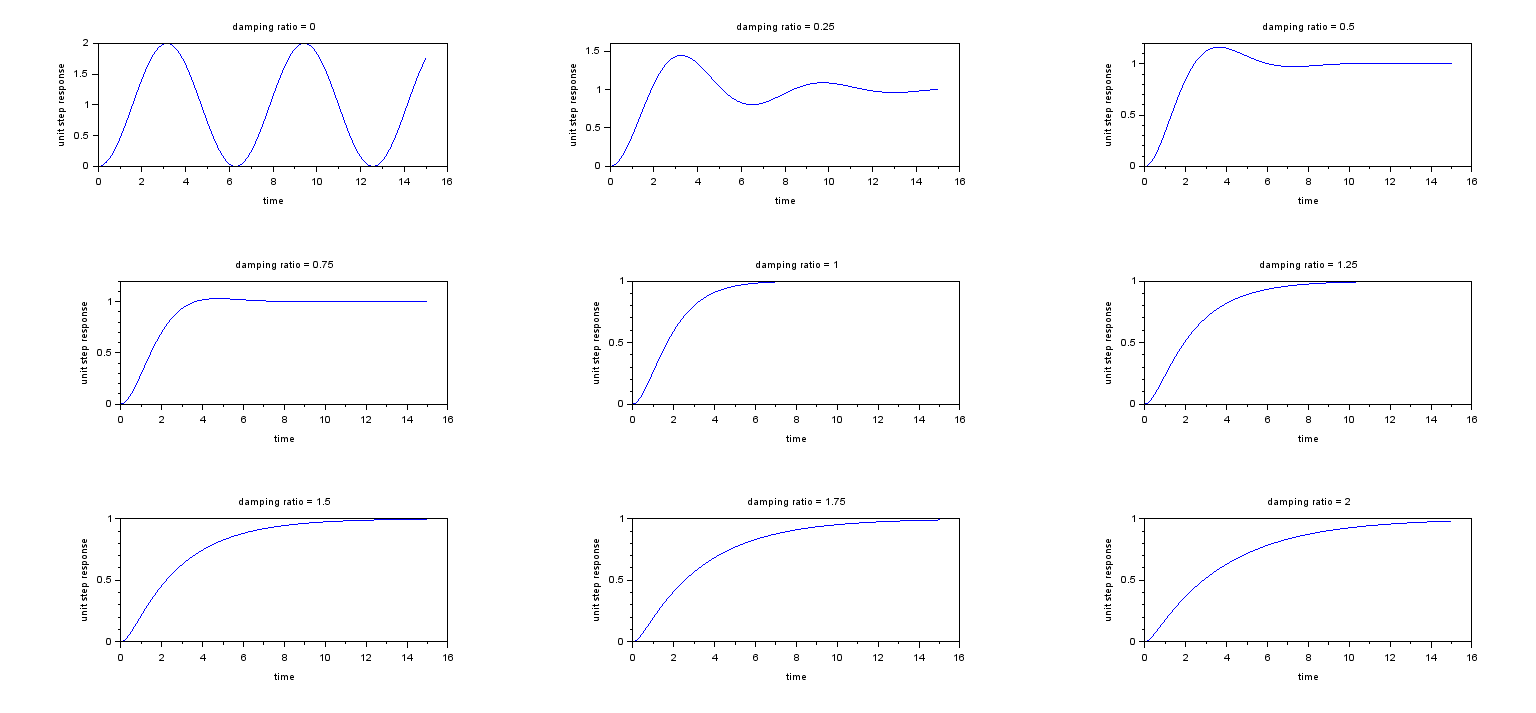 damping ratio = 0
unit step response
2
1.5
1
0.5
0
0 2 4 6 8 10 12 14 16
time
damping ratio = 0.25
unit step response
1.5
1
0.5
0
0 2 4 6 8 10 12 14 16
time
damping ratio = 0.5
unit step response
1
0.5
0
0 2 4 6 8 10 12 14 16
time
damping ratio = 0.75
unit step response
1
0.5
0
0 2 4 6 8 10 12 14 16
time
damping ratio = 1
unit step response
1
0.5
0
0 2 4 6 8 10 12 14 16
time
damping ratio = 1.25
unit step response
1
0.5
0
0 2 4 6 8 10 12 14 16
time
damping ratio = 1.5
unit step response
1
0.5
0
0 2 4 6 8 10 12 14 16
time
damping ratio = 1.75
unit step response
1
0.5
0
0 2 4 6 8 10 12 14 16
time
damping ratio = 2
unit step response
1
0.5
0
0 2 4 6 8 10 12 14 16
time